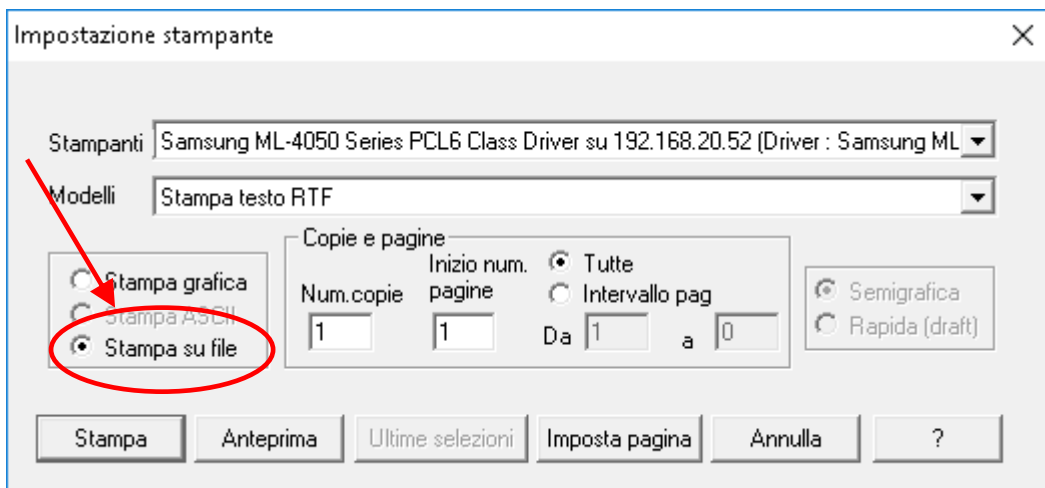 Impostazione stampante
Stampanti Samsung ML-4050 Series PCL6 Class Driver su 192.168.20.52 (Driver : Samsung ML
Modelli Stampa testo RTF
Stampa grafica
Stampa ASCII
Stampa su file
Copie e pagine
Num.copie
1
Inizio num.
pagine
1
Tutte
Intervallo pag
Da 1 a 0
Semigrafica
Rapida (draft)
Stampa Anteprima Ultime selezioni Imposta pagina Annulla ?